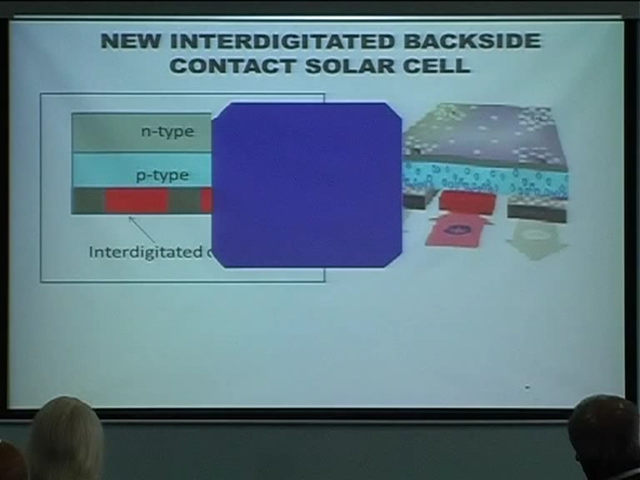 NEW INTERDIGITATED BACKSIDE
CONTACT SOLAR CELL
n-type
p-type
Interdigitated